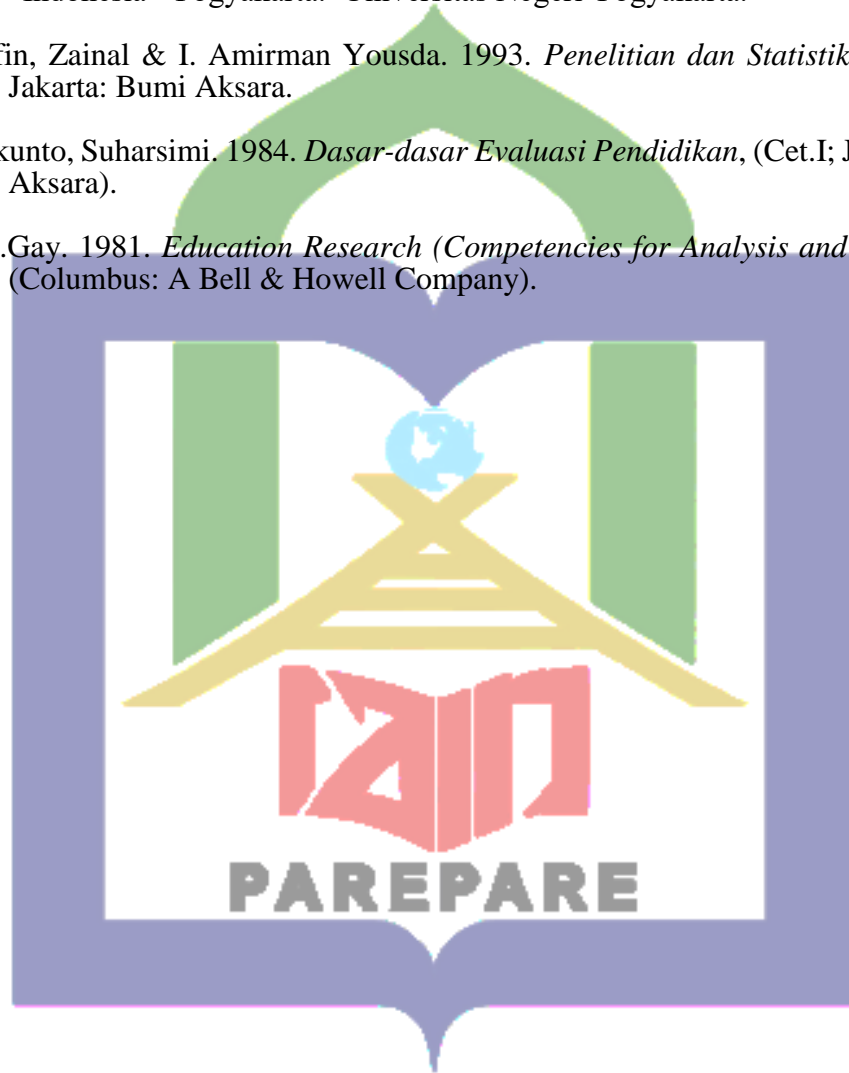 Indonesia" Yogyakarta: Universitas Negeri Yogyakarta.
fin, Zainal & I. Amirman Yousda. 1993. Penelitian dan Statistik
Jakarta: Bumi Aksara.
kunto, Suharsimi. 1984. Dasar-dasar Evaluasi Pendidikan, (Cet.I; J
Aksara).
.Gay. 1981. Education Research (Competencies for Analysis and
(Columbus: A Bell & Howell Company).
iain
PAREPARE